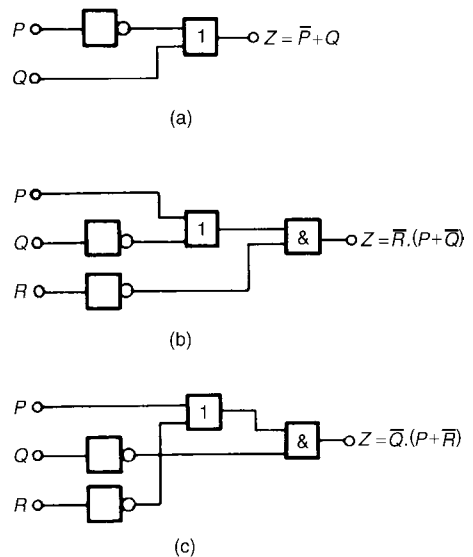 P 1 Z = P̅ + Q
Q
(a)
P
Q 1 & Z = R̅.(P + Q̅)
R
(b)
P 1
Q & Z = Q̅.(P + R̅)
R
(c)